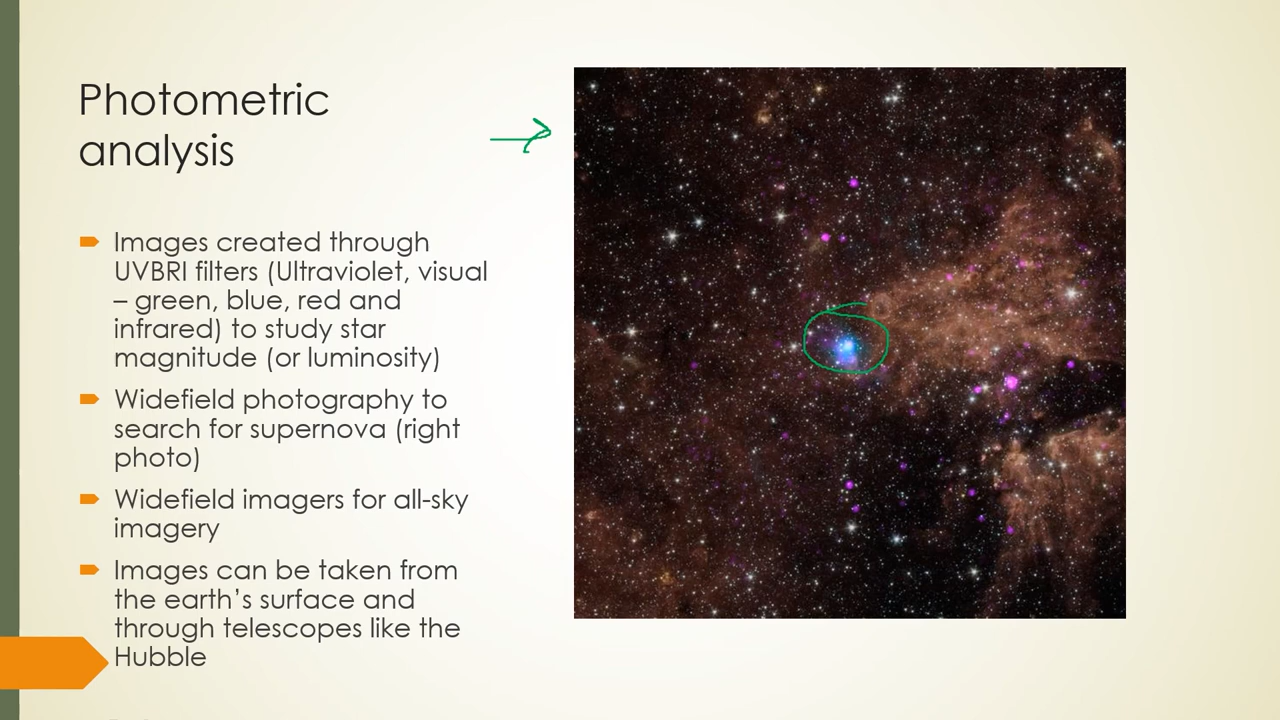 Photometric
analysis
Images created through
UVBRI filters (Ultraviolet, visual
– green, blue, red and
infrared) to study star
magnitude (or luminosity)
Widefield photography to
search for supernova (right
photo)
Widefield imagers for all-sky
imagery
Images can be taken from
the earth’s surface and
through telescopes like the
Hubble